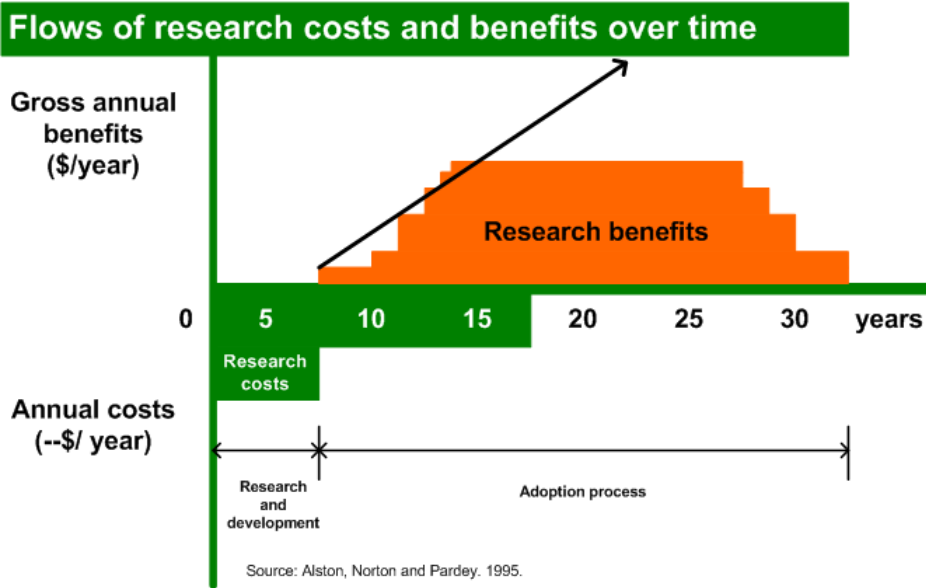 Flows of research costs and benefits over time
Gross annual
benefits
($/year)
Research benefits
0 5 10 15 20 25 30 years
Research
costs
Annual costs
(--$/ year)
Research
and
development
Adoption process
Source: Alston, Norton and Pardey. 1995.